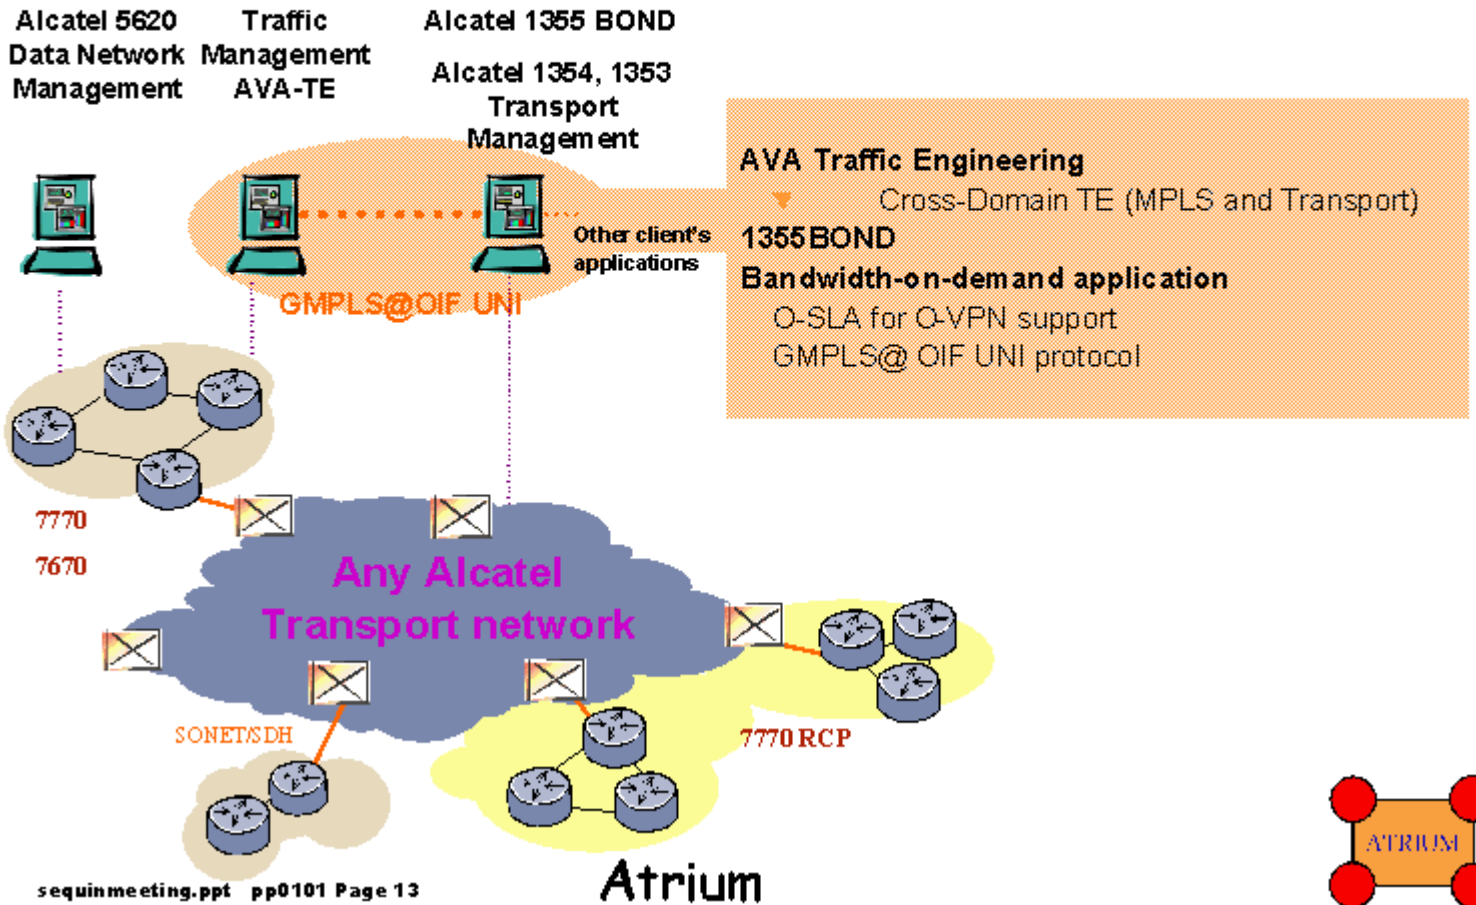 Alcatel 5620
Data Network
Management
Traffic
Management
AVA-TE
Alcatel 1355 BOND
Alcatel 1354, 1353
Transport
Management
Other client's
applications
GMPLS@OIF UNI
AVA Traffic Engineering
Cross-Domain TE (MPLS and Transport)
1355BOND
Bandwidth-on-demand application
O-SLA for O-VPN support
GMPLS@ OIF UNI protocol
7770
7670
Any Alcatel
Transport network
SONET/SDH
7770 RCP
Atrium
ATRIUM
sequinmeeting.ppt pp0101 Page 13